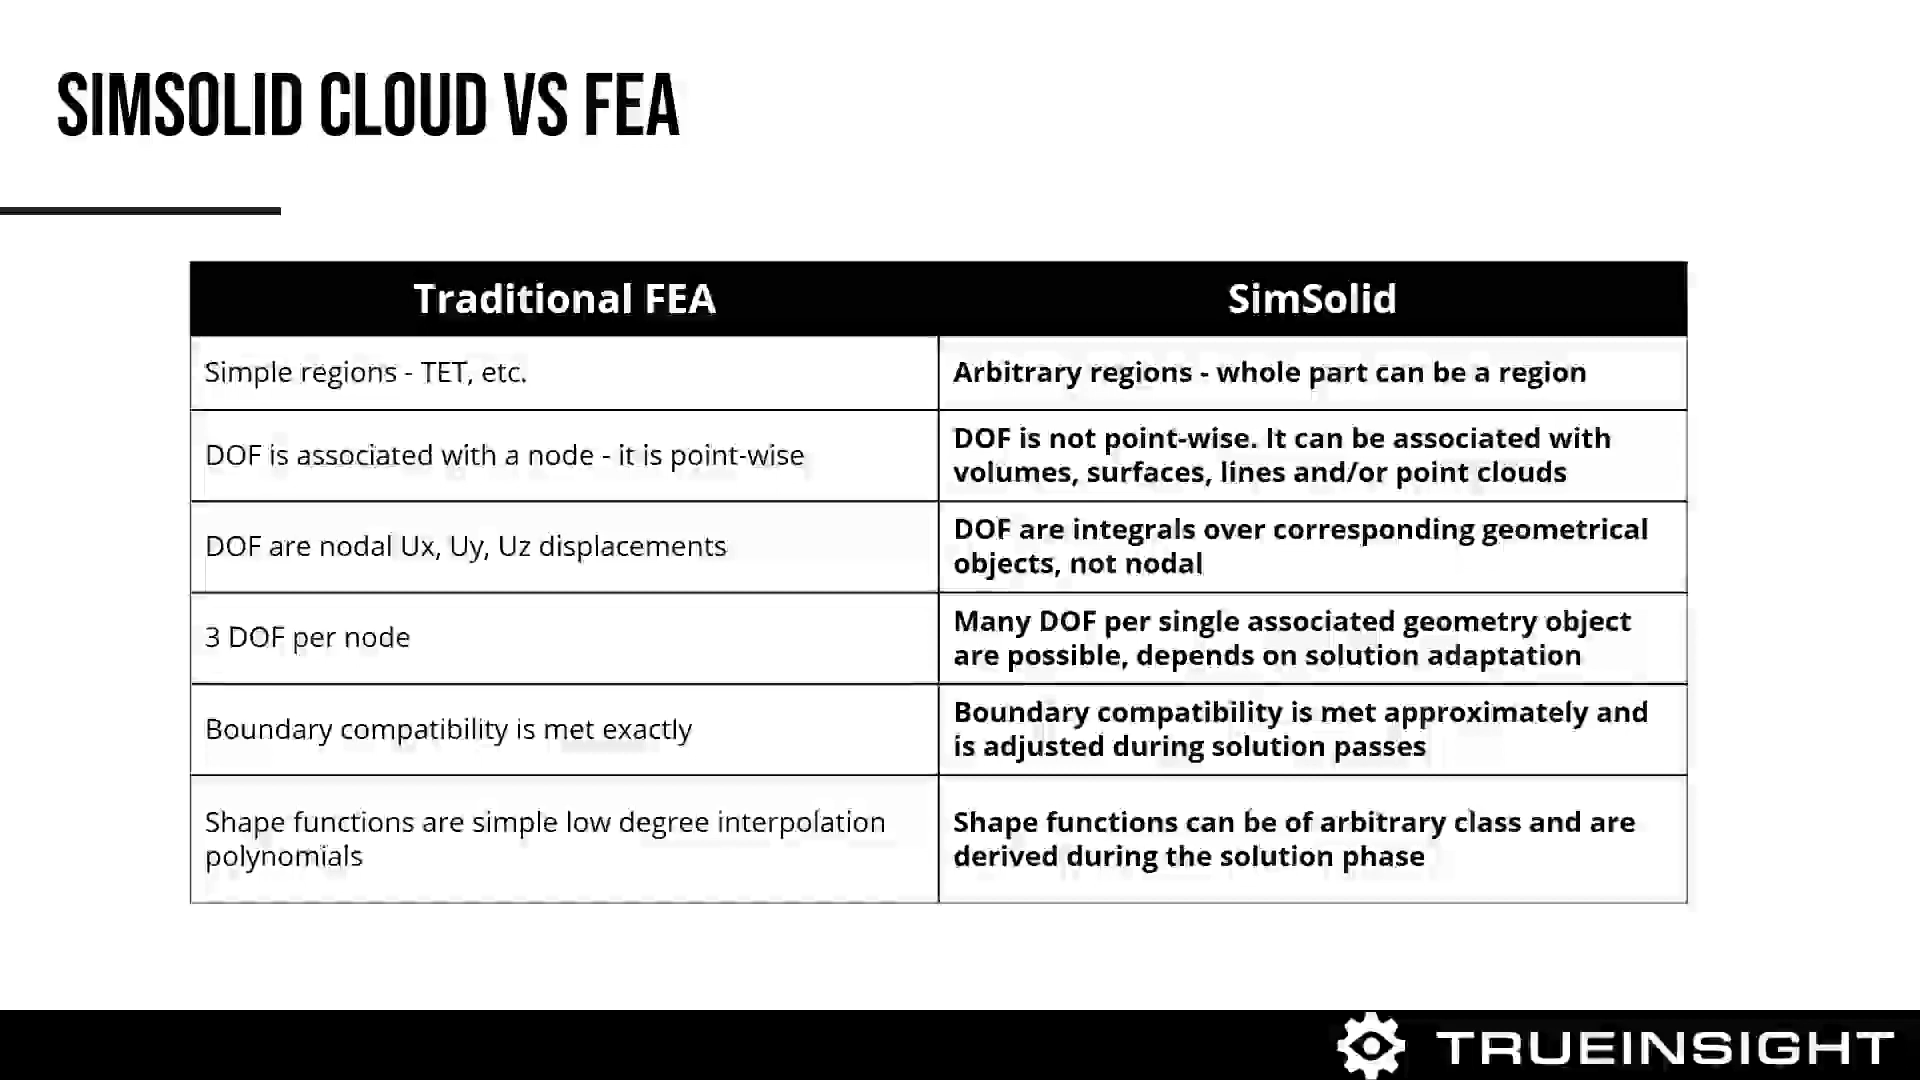 SIMSOLID CLOUD VS FEA
Traditional FEA
SimSolid
Simple regions - TET, etc.
Arbitrary regions - whole part can be a region
DOF is associated with a node - it is point-wise
DOF is not point-wise. It can be associated with
volumes, surfaces, lines and/or point clouds
DOF are nodal Ux, Uy, Uz displacements
DOF are integrals over corresponding geometrical
objects, not nodal
3 DOF per node
Many DOF per single associated geometry object
are possible, depends on solution adaptation
Boundary compatibility is met exactly
Boundary compatibility is met approximately and
is adjusted during solution passes
Shape functions are simple low degree interpolation
polynomials
Shape functions can be of arbitrary class and are
derived during the solution phase
TRUEINSIGHT